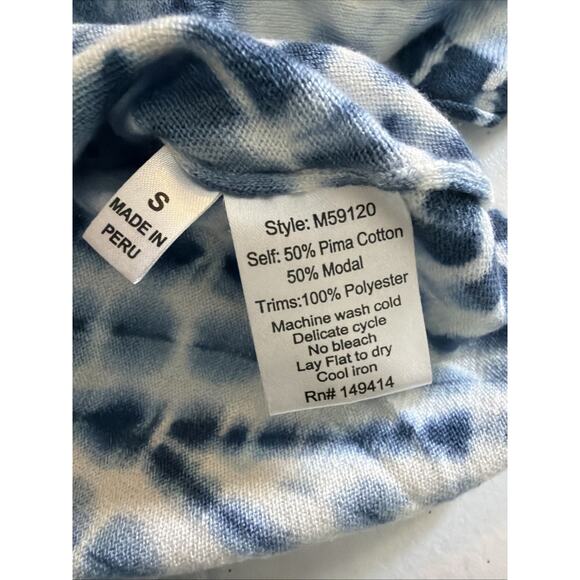 S
MADE IN
PERU
Style: M59120
Self: 50% Pima Cotton
50% Modal
Trims:100% Polyester
Machine wash cold
Delicate cycle
No bleach
Lay Flat to dry
Cool iron
Rn# 149414